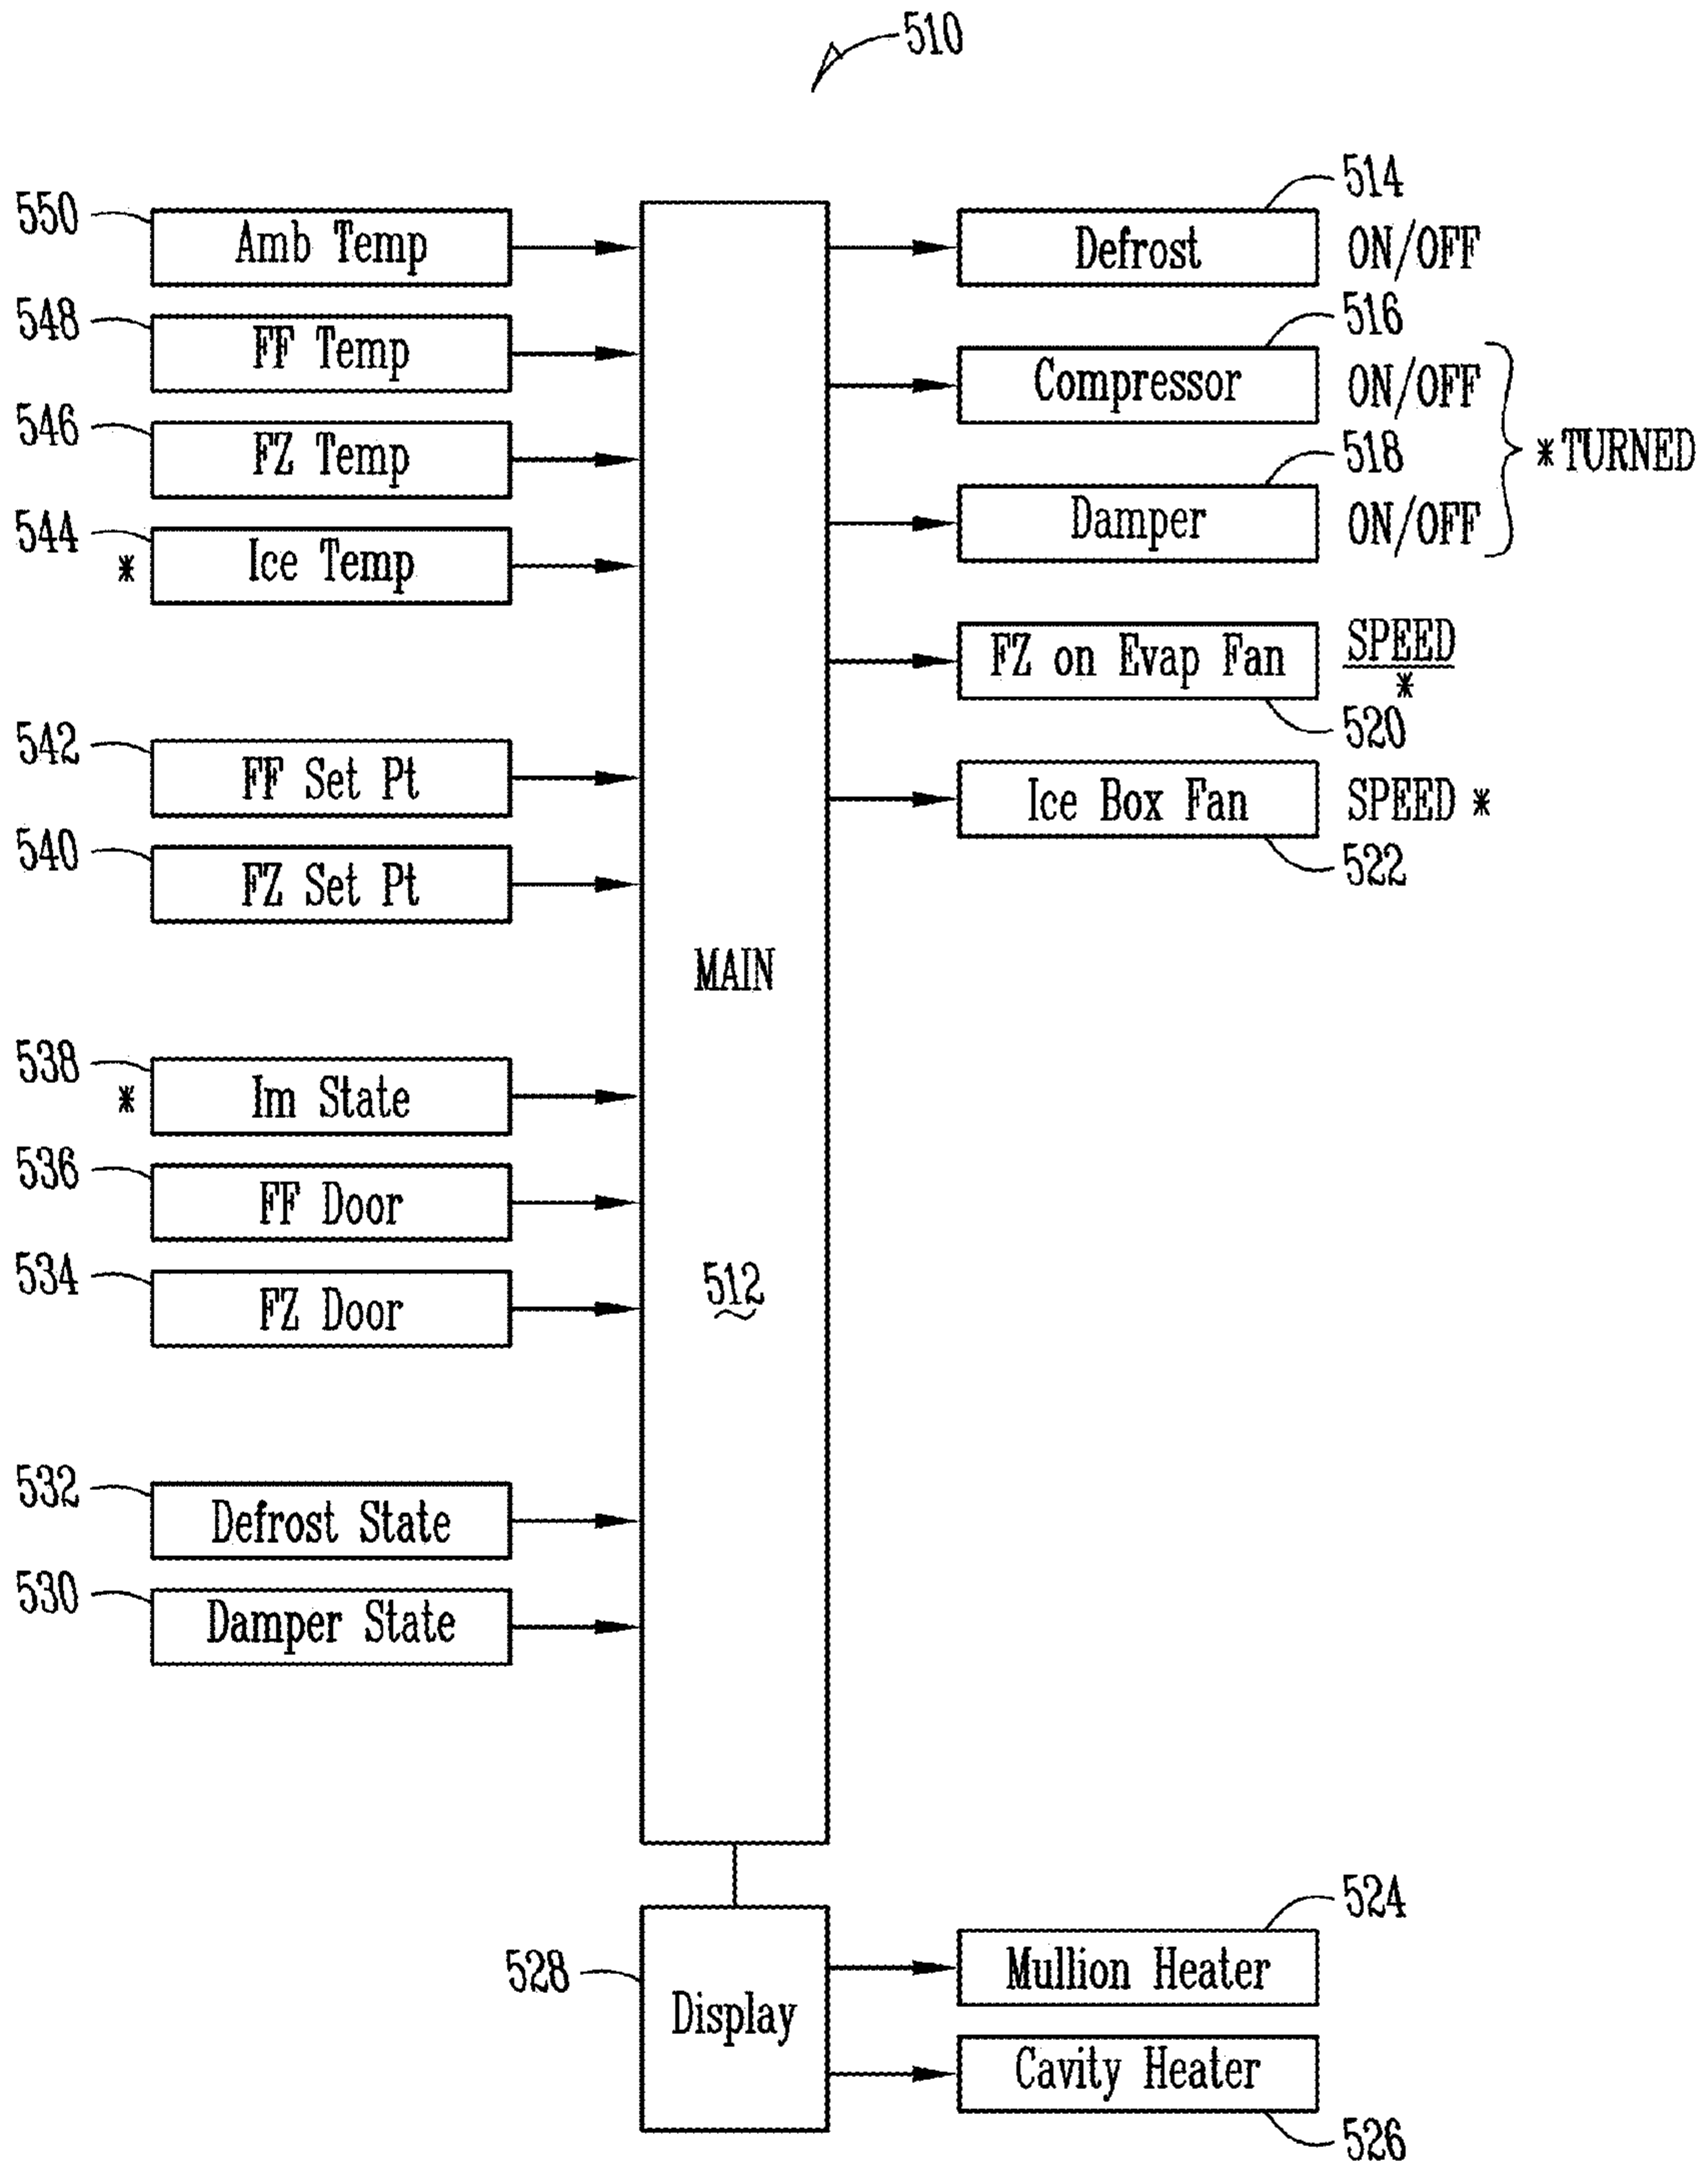 510
550
Amb Temp
548
FF Temp
546
FZ Temp
544
* Ice Temp
542
FF Set Pt
540
FZ Set Pt
538
* Im State
536
FF Door
534
FZ Door
532
Defrost State
530
Damper State
MAIN
512
514
Defrost ON/OFF
516
Compressor ON/OFF
* TURNED
518
Damper ON/OFF
FZ on Evap Fan SPEED
*
520
Ice Box Fan SPEED *
522
528
Display
524
Mullion Heater
Cavity Heater
526